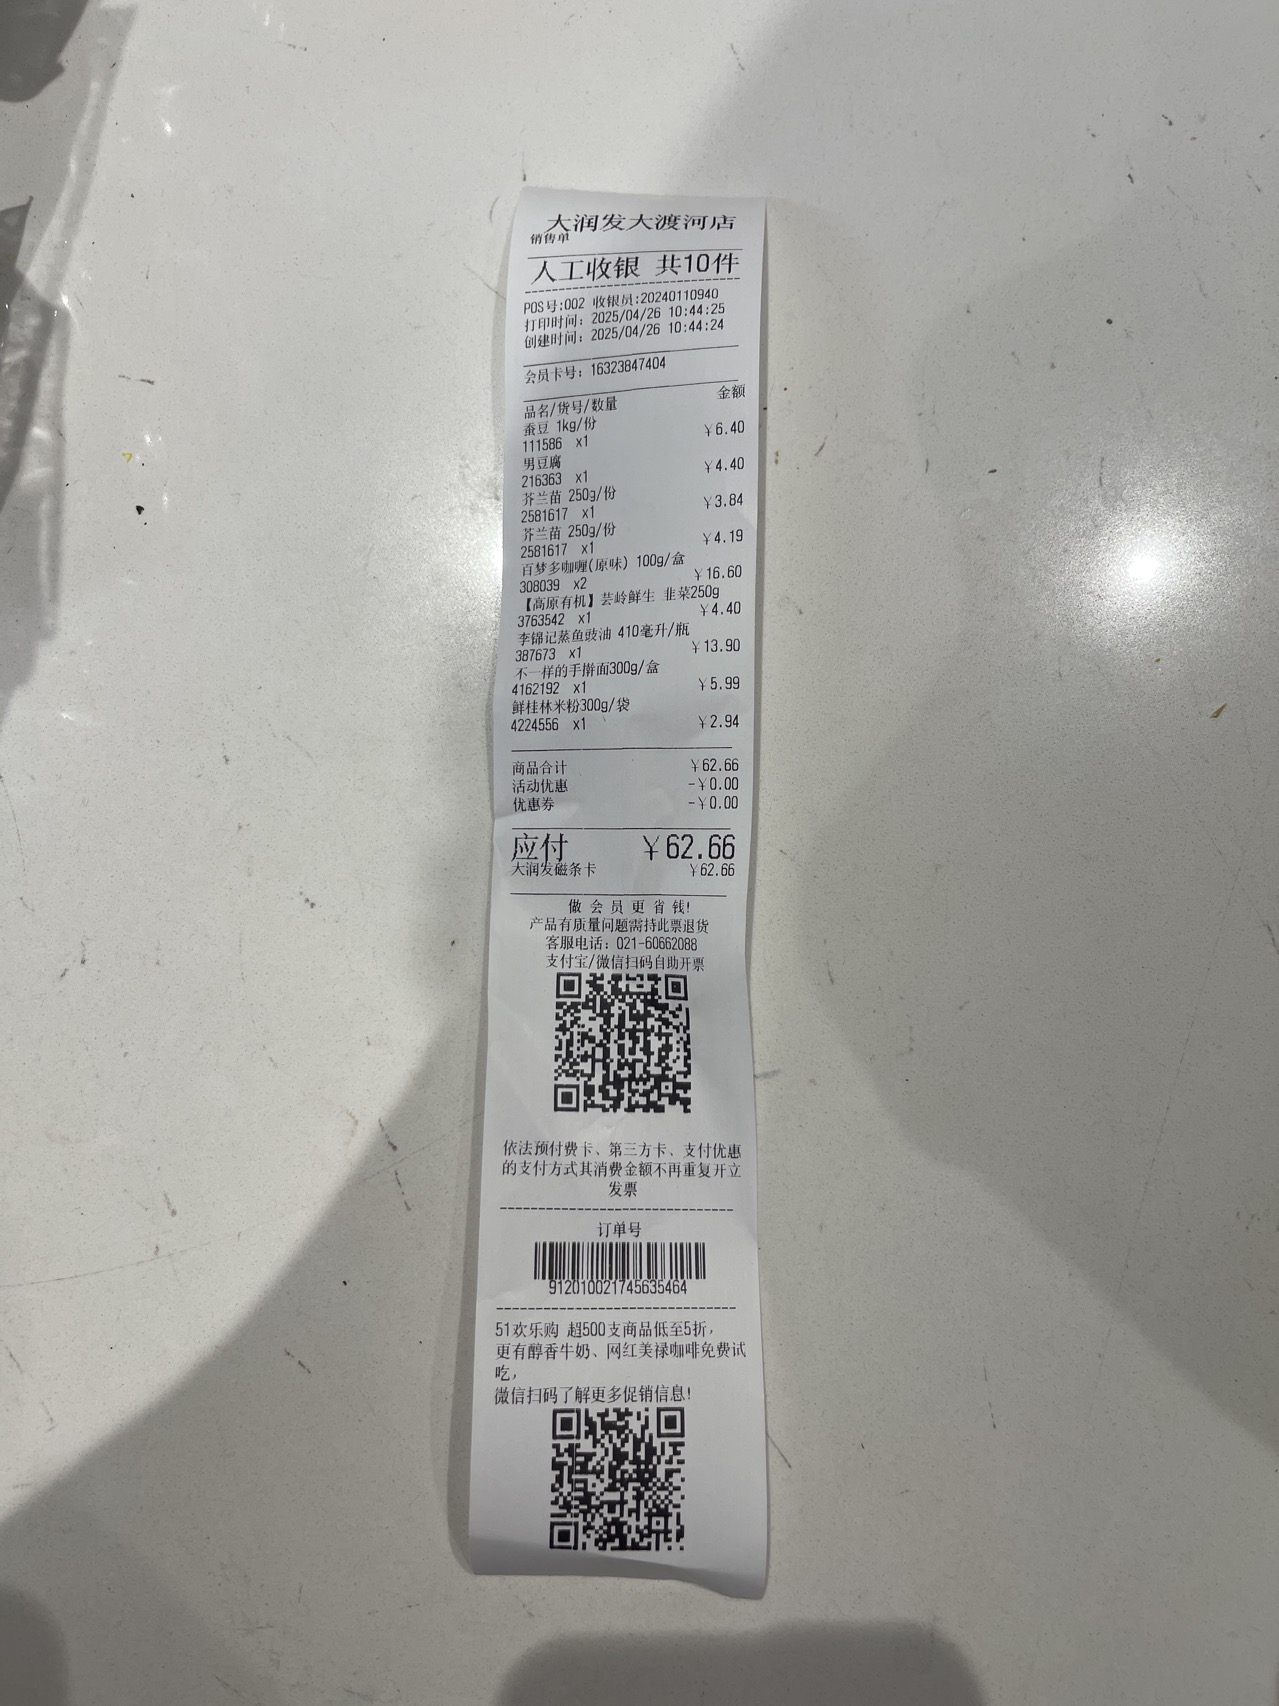 大润发大渡河店
销售单
人工收银 共10件
POS号:002 收银员:20240110940
打印时间: 2025/04/26 10:44:25
创建时间: 2025/04/26 10:44:24
会员卡号: 16323847404
品名/货号/数量 金额
蚕豆 1kg/份
111586 x1 ￥6.40
男豆腐
216363 x1 ￥4.40
芥兰苗 250g/份
2581617 x1 ￥3.84
芥兰苗 250g/份
2581617 x1 ￥4.19
百梦多咖喱(原味) 100g/盒
308039 x2 ￥16.60
【高原有机】芸岭鲜生 韭菜250g
3763542 x1 ￥4.40
李锦记蒸鱼豉油 410毫升/瓶
387673 x1 ￥13.90
不一样的手擀面300g/盒
4162192 x1 ￥5.99
鲜桂林米粉300g/袋
4224556 x1 ￥2.94
商品合计 ￥62.66
活动优惠 -￥0.00
优惠券 -￥0.00
应付 ￥62.66
大润发磁条卡 ￥62.66
做 会 员 更 省 钱!
产品有质量问题需持此票退货
客服电话: 021-60662088
支付宝/微信扫码自助开票
依法预付费卡、第三方卡、支付优惠
的支付方式其消费金额不再重复开立
发票
订单号
912010021745635464
51欢乐购 超500支商品低至5折,
更有醇香牛奶、网红美禄咖啡免费试
吃,
微信扫码了解更多促销信息!